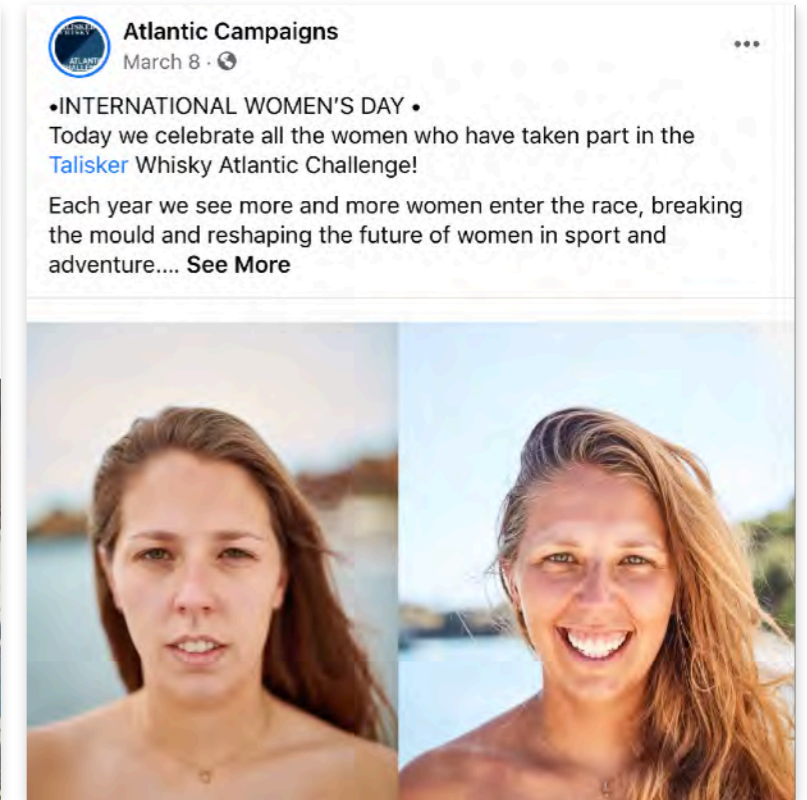 Atlantic Campaigns
March 8 ·
•INTERNATIONAL WOMEN'S DAY •
Today we celebrate all the women who have taken part in the
Talisker Whisky Atlantic Challenge!
Each year we see more and more women enter the race, breaking
the mould and reshaping the future of women in sport and
adventure.... See More